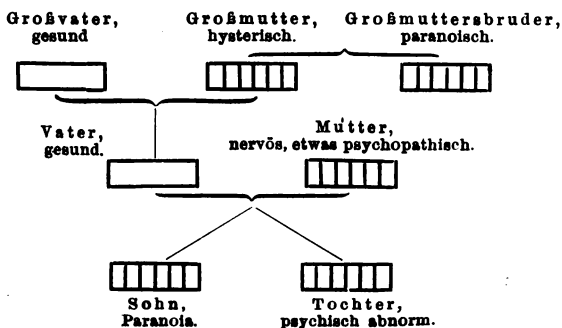 Großvater,
gesund
Großmutter,
hysterisch.
Großmuttersbruder,
paranoisch.
Vater,
gesund.
Mutter,
nervös, etwas psychopathisch.
Sohn,
Paranoia.
Tochter,
psychisch abnorm.